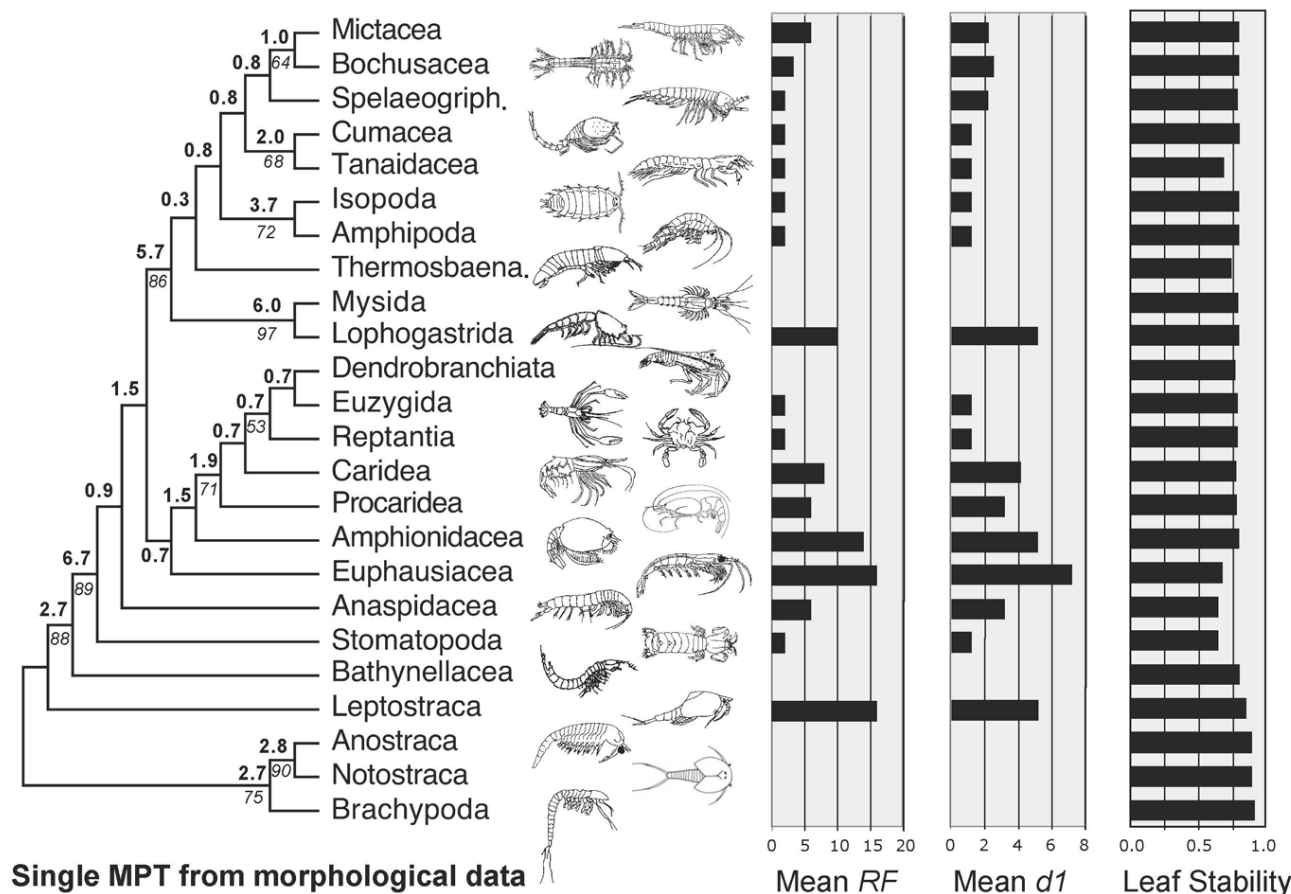 1.0
64
Mictacea
0.8
Bochusacea
0.8
Spelaeogriph.
2.0
68
Cumacea
0.8
Tanaidacea
3.7
72
Isopoda
0.3
Amphipoda
5.7
86
Thermosbaena.
6.0
97
Mysida
Lophogastrida
0.7
Dendrobranchiata
1.5
0.7
53
Euzygida
0.7
Reptantia
1.9
71
Caridea
0.9
1.5
Procaridea
0.7
Amphionidacea
6.7
89
Euphausiacea
2.7
88
Anaspidacea
Stomatopoda
Bathynellacea
Leptostraca
2.8
90
Anostraca
2.7
75
Notostraca
Brachypoda
0 5 10 15 20
0 2 4 6 8
0.0 0.5 1.0
Single MPT from morphological data
Mean RF
Mean d1
Leaf Stability